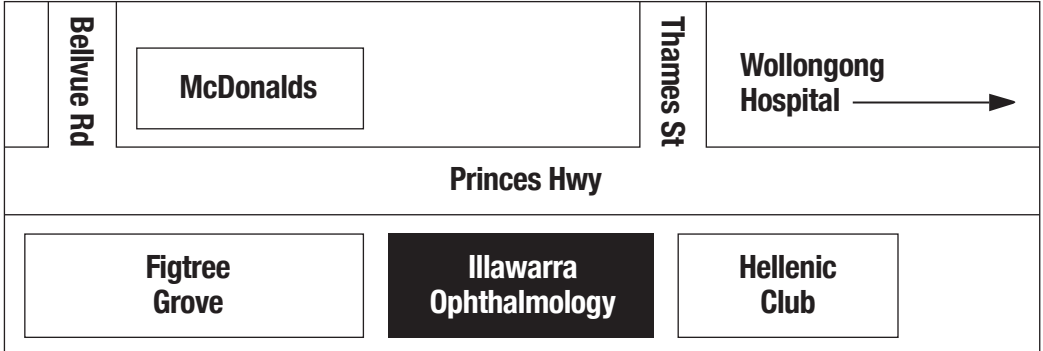 Bellvue Rd
McDonalds
Thames St
Wollongong
Hospital
Princes Hwy
Figtree
Grove
Illawarra
Ophthalmology
Hellenic
Club